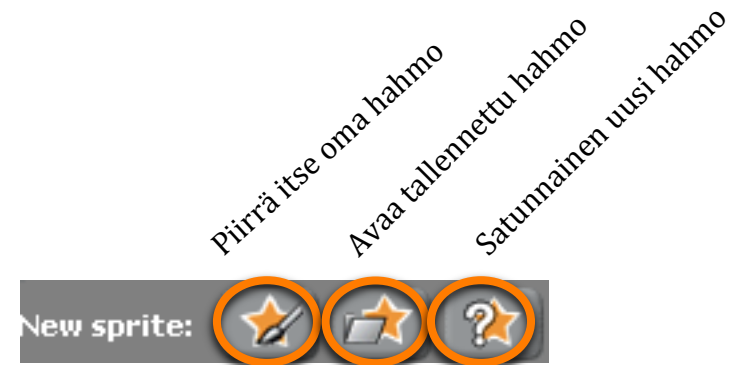 Piirrä itse oma hahmo
Avaa tallennettu hahmo
Satunnainen uusi hahmo
New sprite: